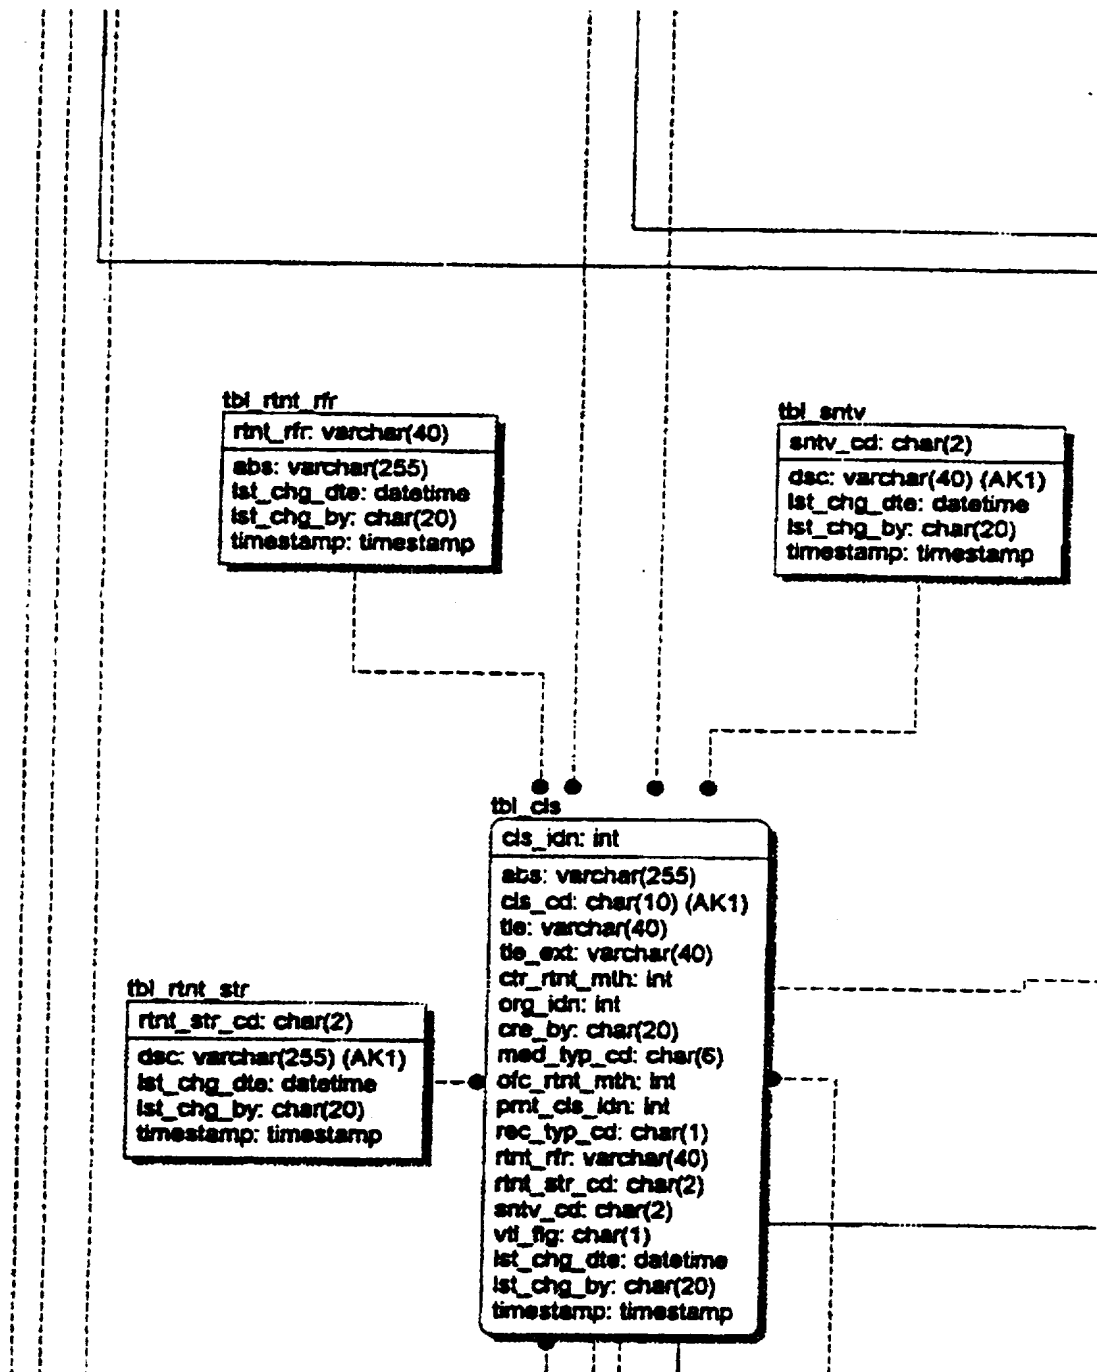 tbl_rtnt_rfr
rtnt_rfr: varchar(40)
abs: varchar(255)
lst_chg_dte: datetime
lst_chg_by: char(20)
timestamp: timestamp
tbl_sntv
sntv_cd: char(2)
dsc: varchar(40) (AK1)
lst_chg_dte: datetime
lst_chg_by: char(20)
timestamp: timestamp
tbl_rtnt_str
rtnt_str_cd: char(2)
dsc: varchar(255) (AK1)
lst_chg_dte: datetime
lst_chg_by: char(20)
timestamp: timestamp
tbl_cls
cls_idn: int
abs: varchar(255)
cls_cd: char(10) (AK1)
tle: varchar(40)
tle_ext: varchar(40)
ctr_rtnt_mth: int
org_idn: int
cre_by: char(20)
med_typ_cd: char(6)
ofc_rtnt_mth: int
prnt_cls_idn: int
rec_typ_cd: char(1)
rtnt_rfr: varchar(40)
rtnt_str_cd: char(2)
sntv_cd: char(2)
vtl_flg: char(1)
lst_chg_dte: datetime
lst_chg_by: char(20)
timestamp: timestamp